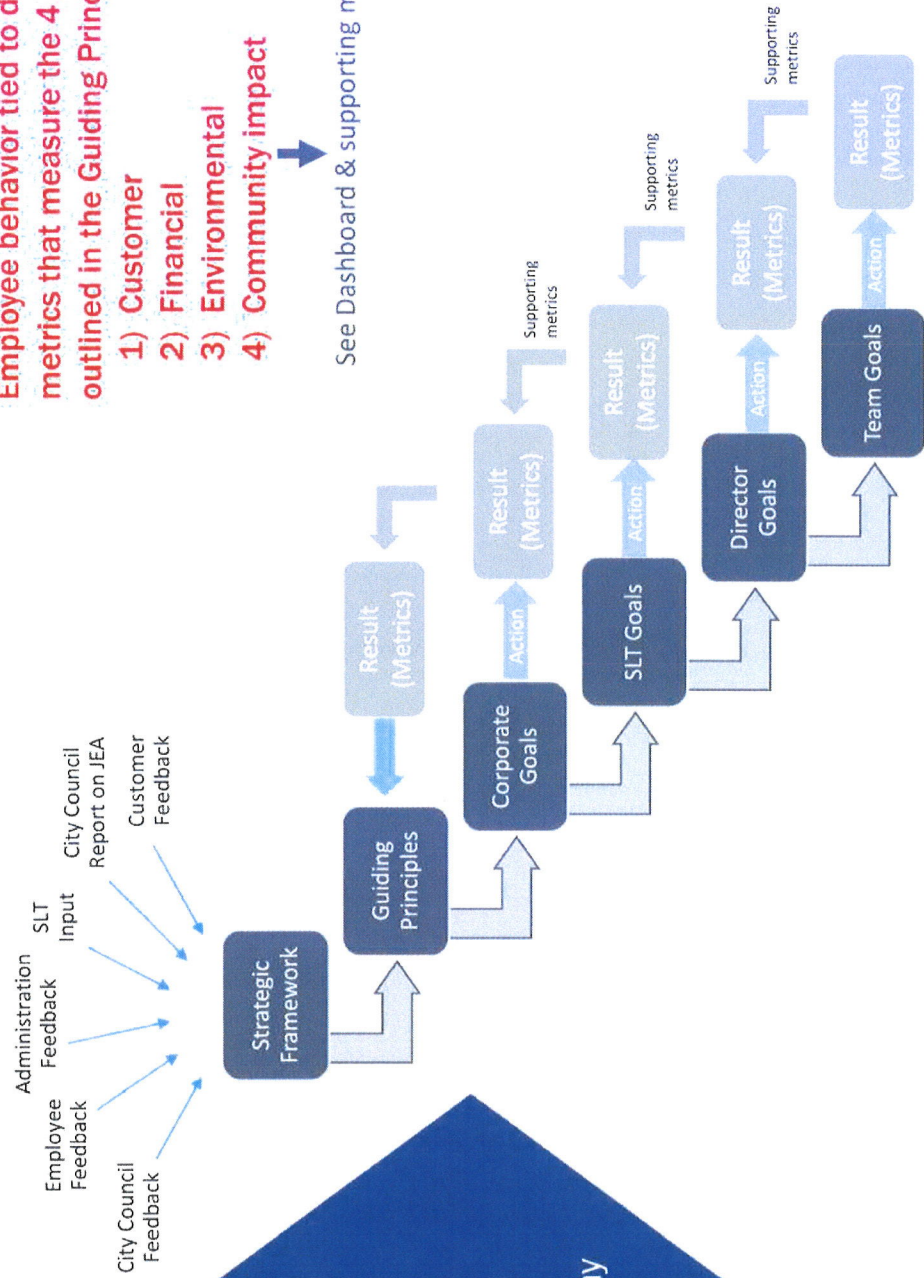 City Council
Feedback
Employee
Feedback
Administration
Feedback
SLT
Input
City Council
Report on JEA
Customer
Feedback
Employee behavior tied to d
metrics that measure the 4
outlined in the Guiding Princ
1) Customer
2) Financial
3) Environmental
4) Community impact
See Dashboard & supporting m
Strategic
Framework
Guiding
Principles
Result
(Metrics)
Corporate
Goals
Action
Result
(Metrics)
Supporting
metrics
SLT Goals
Action
Result
(Metrics)
Supporting
metrics
Director
Goals
Action
Result
(Metrics)
Supporting
metrics
Team Goals
Action
Result
(Metrics)